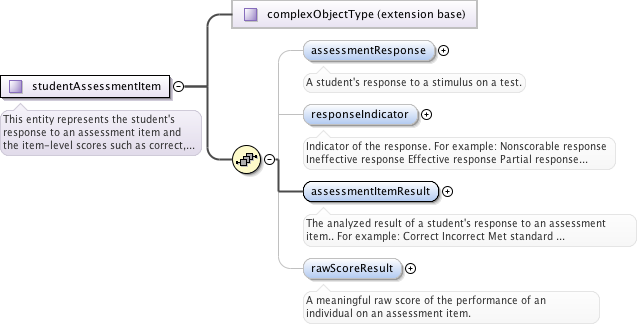 complexObjectType (extension base)
assessmentResponse
A student's response to a stimulus on a test.
studentAssessmentItem
This entity represents the student's
response to an assessment item and
the item-level scores such as correct,...
responseIndicator
Indicator of the response. For example: Nonscorable response
Ineffective response Effective response Partial response...
assessmentItemResult
The analyzed result of a student's response to an assessment
item.. For example: Correct Incorrect Met standard ...
rawScoreResult
A meaningful raw score of the performance of an
individual on an assessment item.